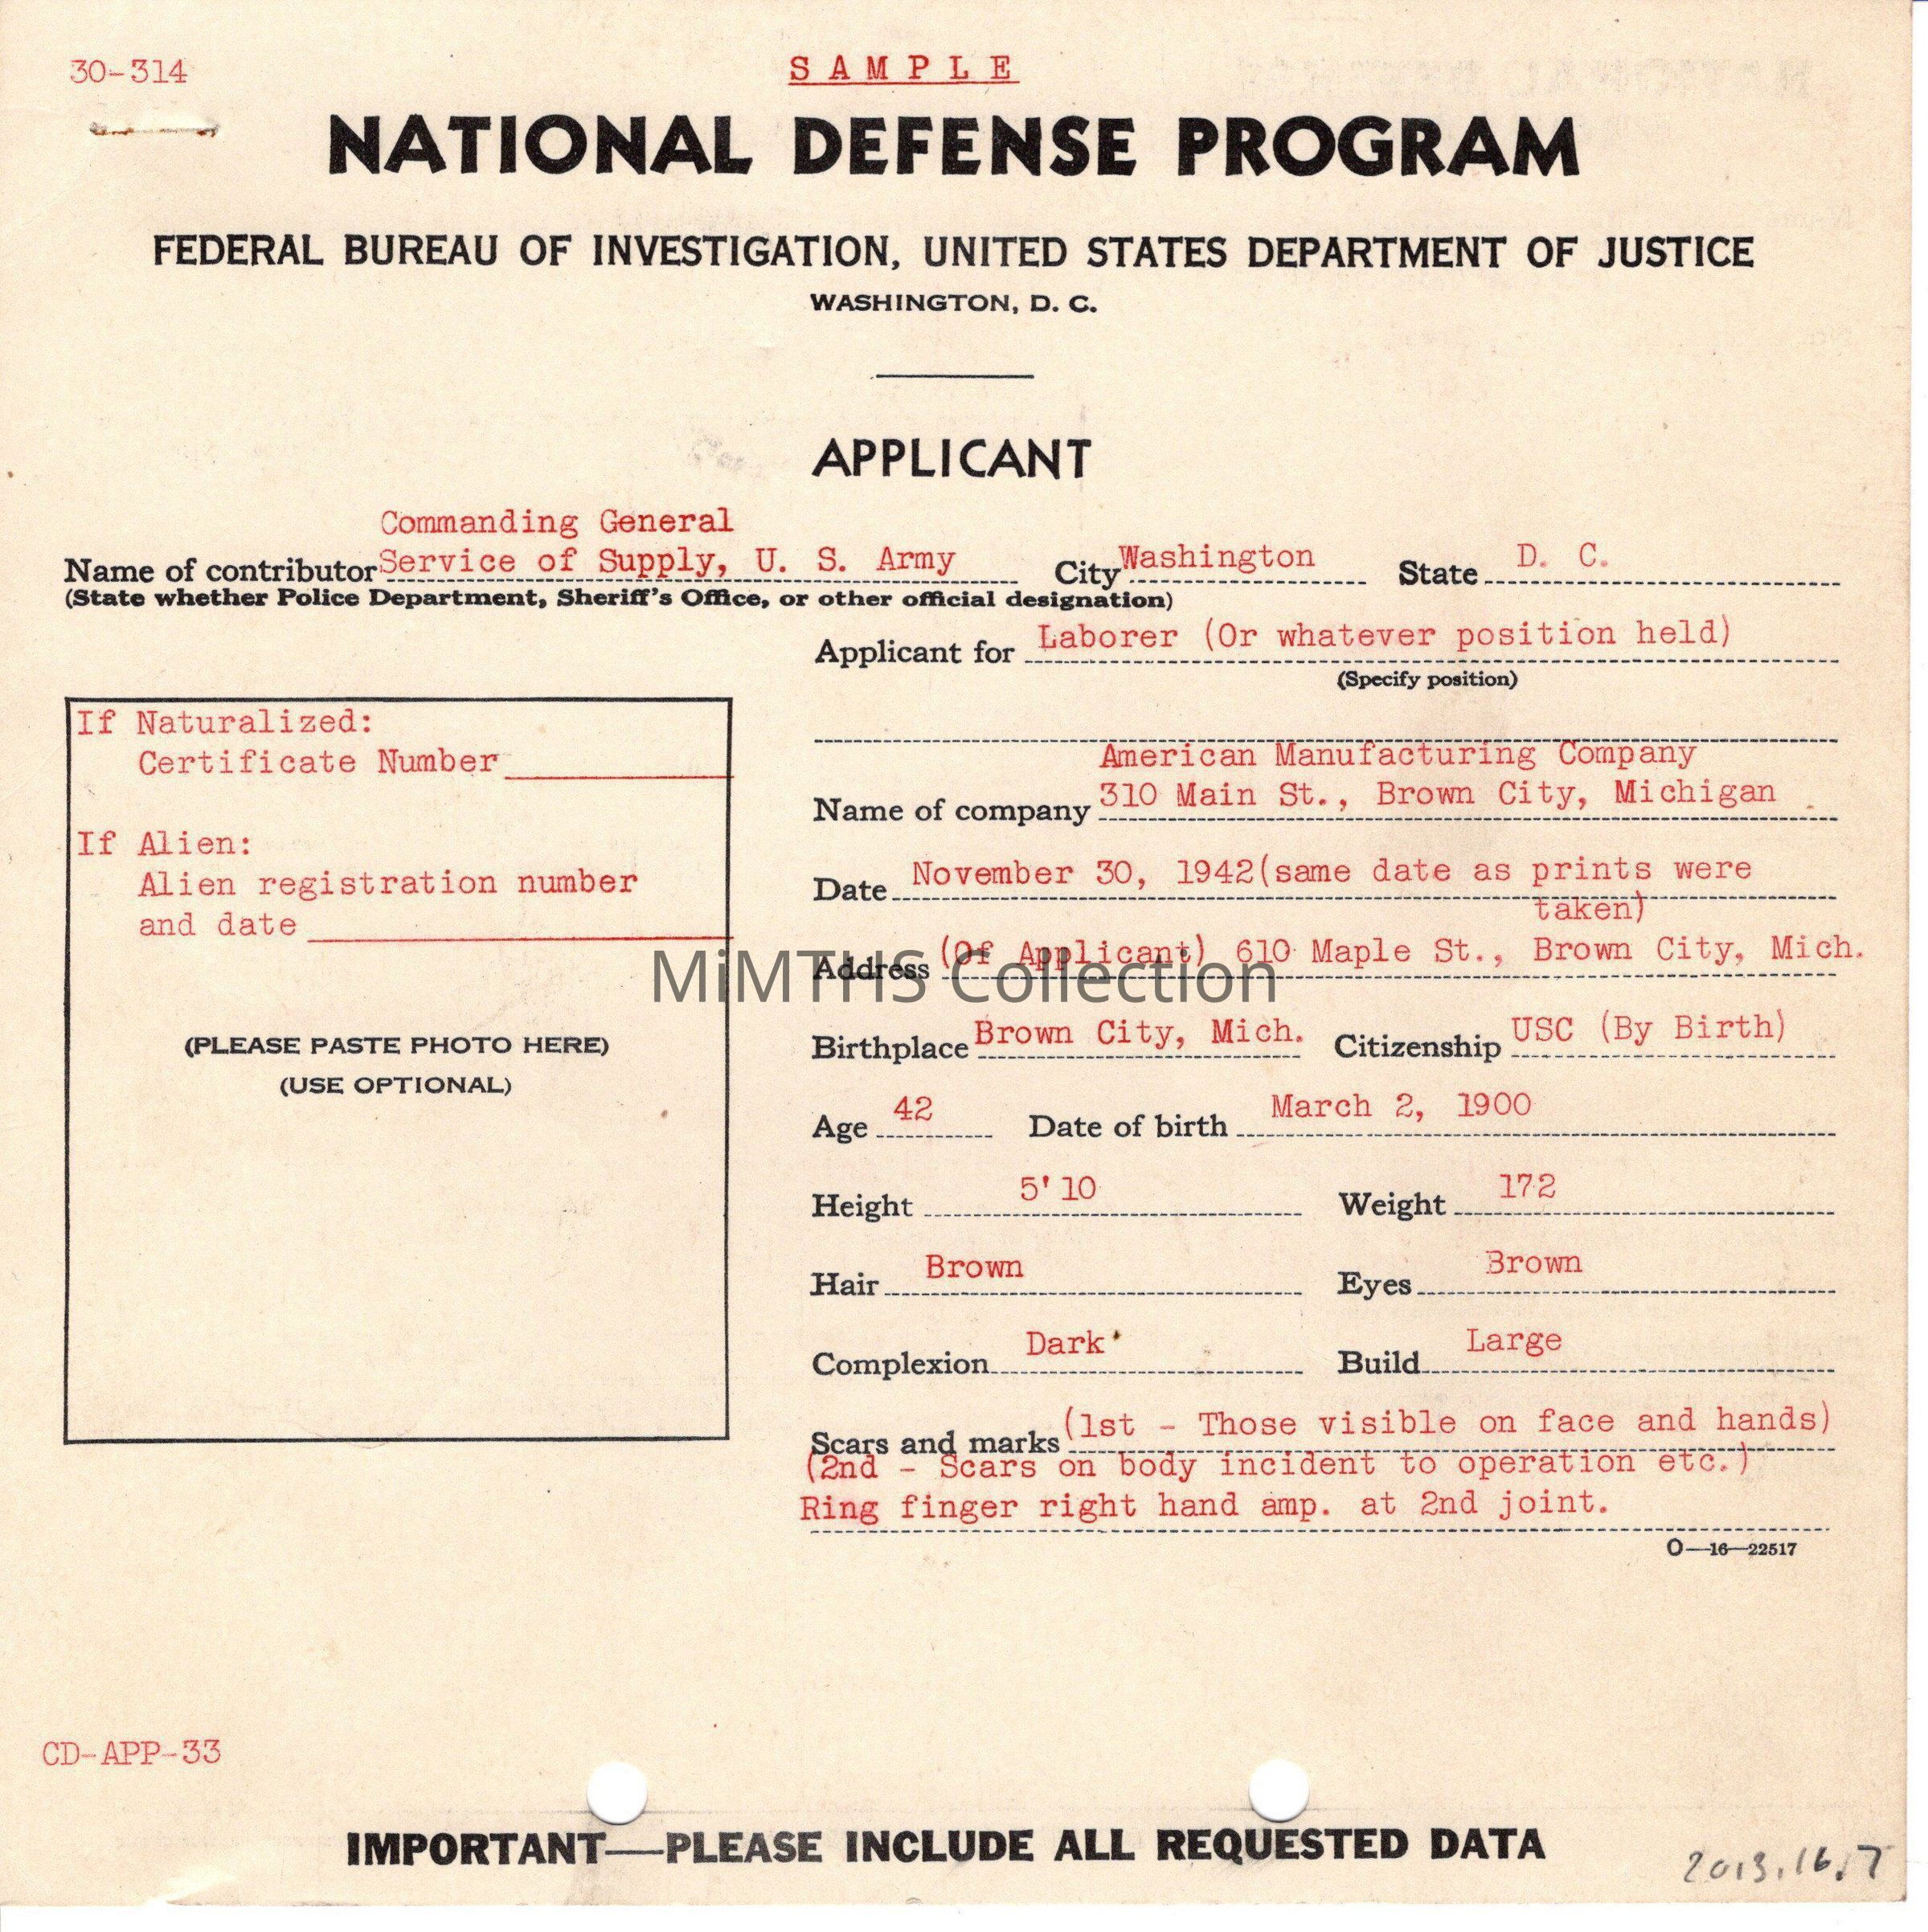 30-314
S A M P L E
NATIONAL DEFENSE PROGRAM
FEDERAL BUREAU OF INVESTIGATION, UNITED STATES DEPARTMENT OF JUSTICE
WASHINGTON, D. C.
APPLICANT
Commanding General
Name of contributor Service of Supply, U. S. Army City Washington State D. C.
(State whether Police Department, Sheriff's Office, or other official designation)
Applicant for Laborer (Or whatever position held)
(Specify position)
If Naturalized:
Certificate Number
If Alien:
Alien registration number
and date
(PLEASE PASTE PHOTO HERE)
(USE OPTIONAL)
American Manufacturing Company
Name of company 310 Main St., Brown City, Michigan
Date November 30, 1942(same date as prints were
taken)
Address (Of Applicant) 610 Maple St., Brown City, Mich.
MiMTHS Collection
Birthplace Brown City, Mich. Citizenship USC (By Birth)
Age 42 Date of birth March 2, 1900
Height 5'10 Weight 172
Hair Brown Eyes Brown
Complexion Dark Build Large
Scars and marks (1st - Those visible on face and hands)
(2nd - Scars on body incident to operation etc.)
Ring finger right hand amp. at 2nd joint.
O—16—22517
CD-APP-33
IMPORTANT—PLEASE INCLUDE ALL REQUESTED DATA
2013.16.7